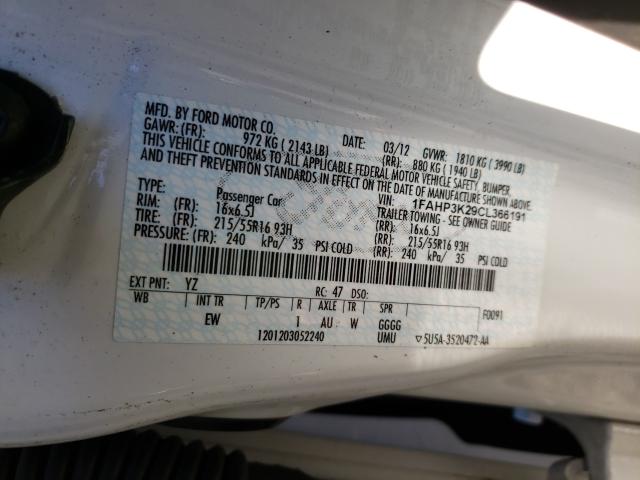 MFD. BY FORD MOTOR CO. DATE: 03/12 GVWR: 1810 KG ( 3990 LB)
GAWR: (FR): 972 KG ( 2143 LB) (RR): 880 KG ( 1940 LB)
THIS VEHICLE CONFORMS TO ALL APPLICABLE FEDERAL MOTOR VEHICLE SAFETY, BUMPER
AND THEFT PREVENTION STANDARDS IN EFFECT ON THE DATE OF MANUFACTURE SHOWN ABOVE.
VIN: 1FAHP3K29CL366191
TYPE: Passenger Car TRAILER TOWING - SEE OWNER GUIDE
RIM: (FR) 16x6.5J (RR): 16x6.5J
TIRE: (FR): 215/55R16 93H (RR): 215/55R16 93H
PRESSURE: (FR): 240 kPa/ 35 PSI COLD (RR): 240 kPa/ 35 PSI COLD
EXT PNT: YZ RC: 47 DSO: F0091
WB INT TR TP/PS R AXLE TR SPR
EW 1 AU W GGGG
1201203052240 UMU ▽5U5A-3520472-AA